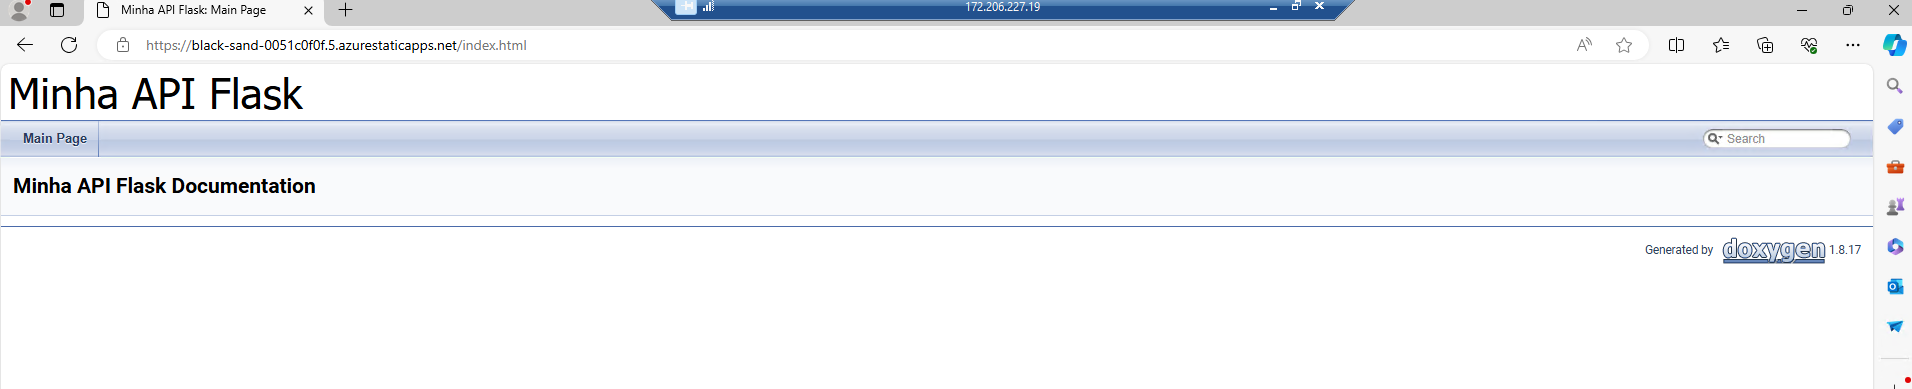 Minha API Flask: Main Page
172.206.227.19
https://black-sand-0051c0f0f.5.azurestaticapps.net/index.html
Minha API Flask
Main Page
Search
Minha API Flask Documentation
Generated by doxygen 1.8.17